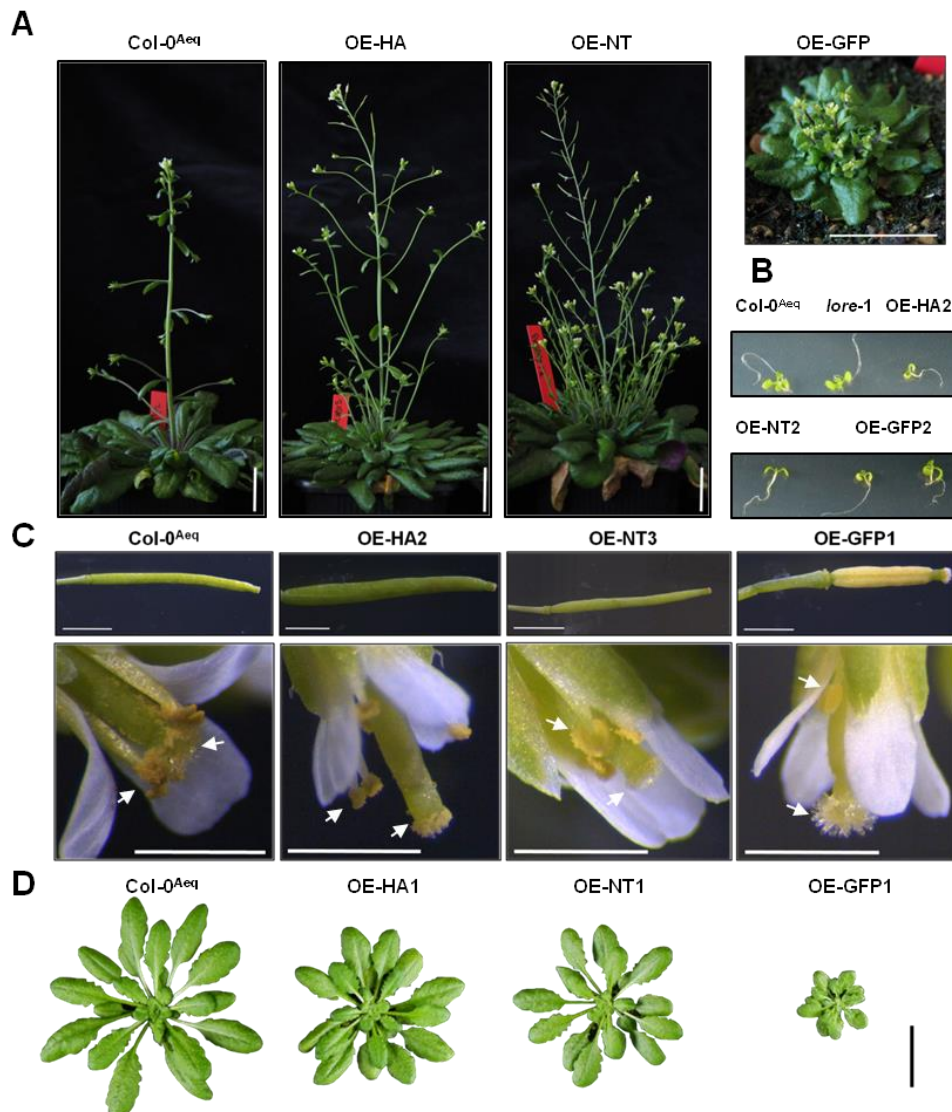 A
Col-0Aeq OE-HA OE-NT OE-GFP
B
Col-0Aeq lore-1 OE-HA2
OE-NT2 OE-GFP2
C
Col-0Aeq OE-HA2 OE-NT3 OE-GFP1
D
Col-0Aeq OE-HA1 OE-NT1 OE-GFP1